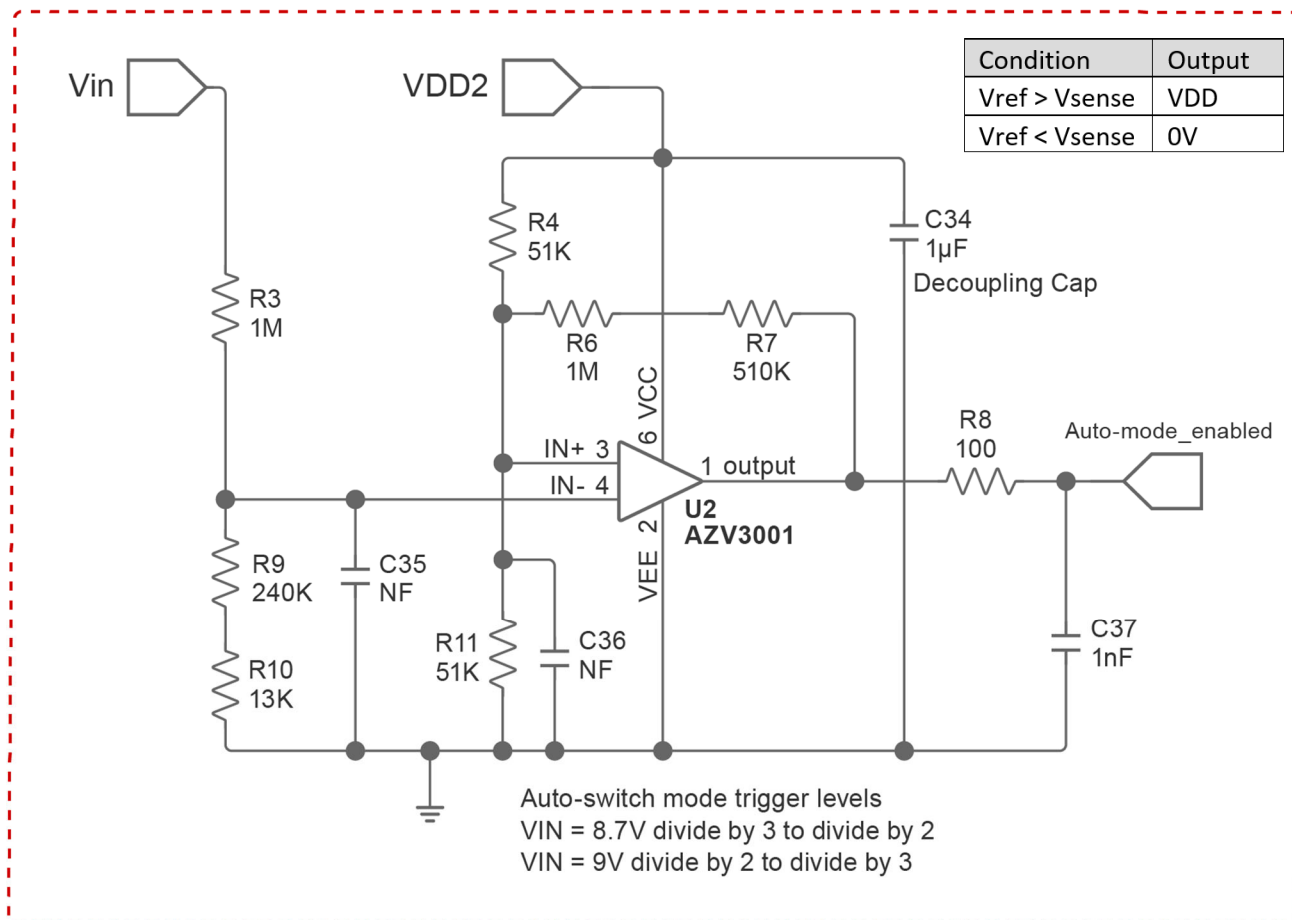 Vin
VDD2
Condition Output
Vref > Vsense VDD
Vref < Vsense 0V
R4
51K
C34
1µF
Decoupling Cap
R3
1M
R6
1M
R7
510K
6 VCC
IN+ 3
IN- 4
1 output
U2
AZV3001
VEE 2
R8
100
Auto-mode_enabled
R9
240K
C35
NF
R10
13K
R11
51K
C36
NF
C37
1nF
Auto-switch mode trigger levels
VIN = 8.7V divide by 3 to divide by 2
VIN = 9V divide by 2 to divide by 3